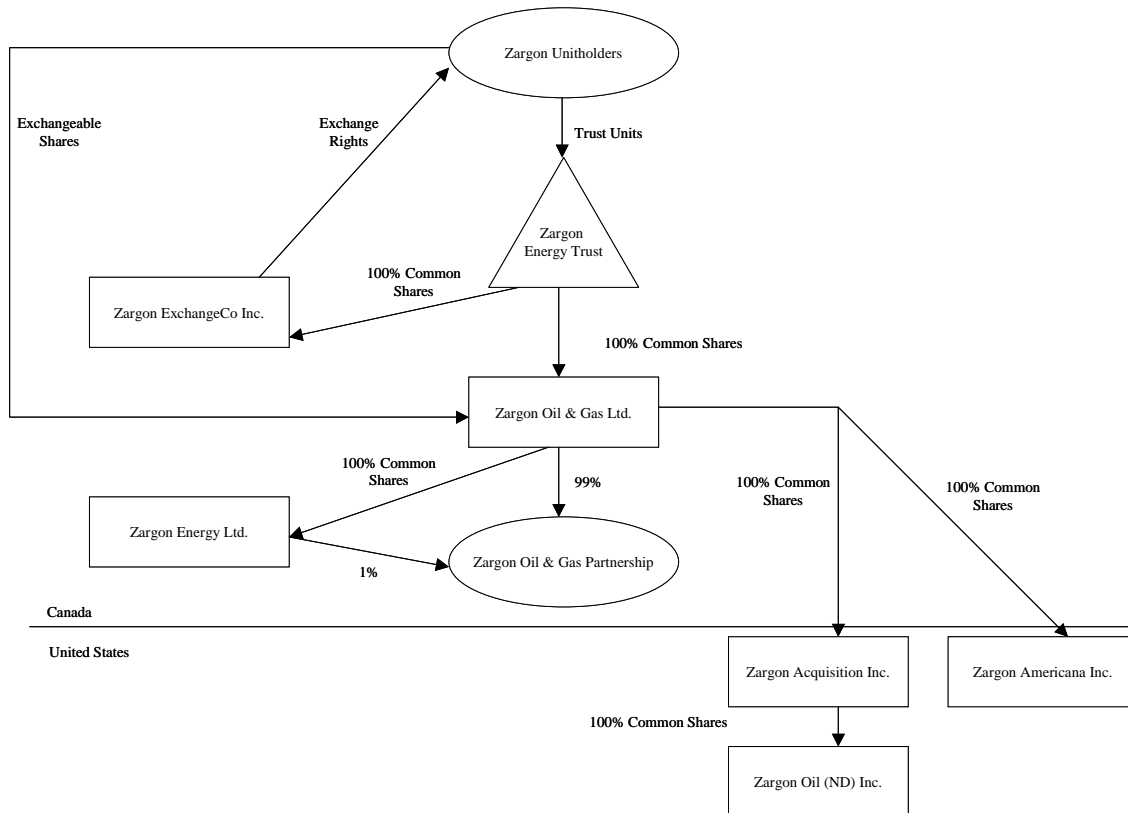 Zargon Unitholders
Exchangeable
Shares
Exchange
Rights
Trust Units
Zargon
Energy Trust
100% Common
Shares
Zargon ExchangeCo Inc.
100% Common Shares
Zargon Oil & Gas Ltd.
100% Common
Shares
99%
100% Common
Shares
100% Common
Shares
Zargon Energy Ltd.
Zargon Oil & Gas Partnership
1%
Canada
United States
Zargon Acquisition Inc.
Zargon Americana Inc.
100% Common Shares
Zargon Oil (ND) Inc.